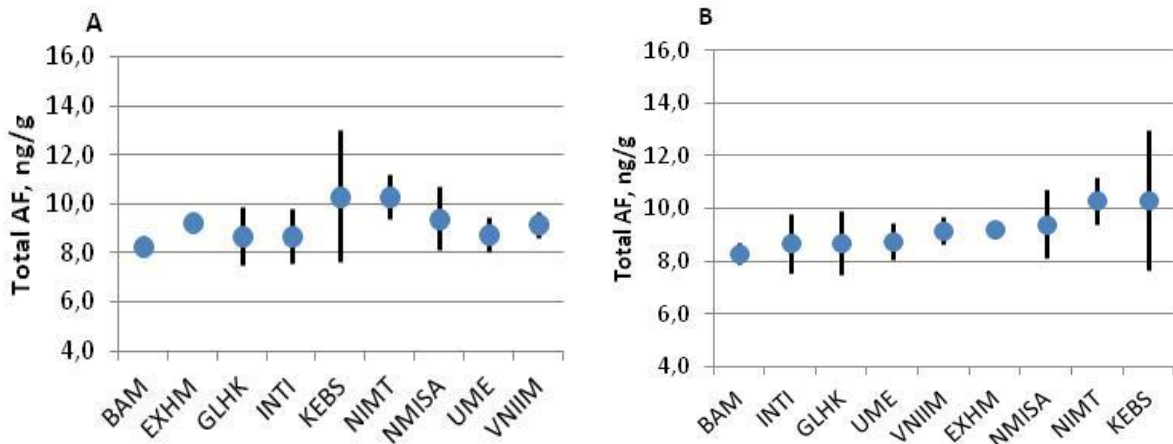 A
Total AF, ng/g
16,0
14,0
12,0
10,0
8,0
6,0
4,0
BAM
EXHM
GLHK
INTI
KEBS
NIMT
NMISA
UME
VNIIM
B
Total AF, ng/g
16,0
14,0
12,0
10,0
8,0
6,0
4,0
BAM
INTI
GLHK
UME
VNIIM
EXHM
NMISA
NIMT
KEBS